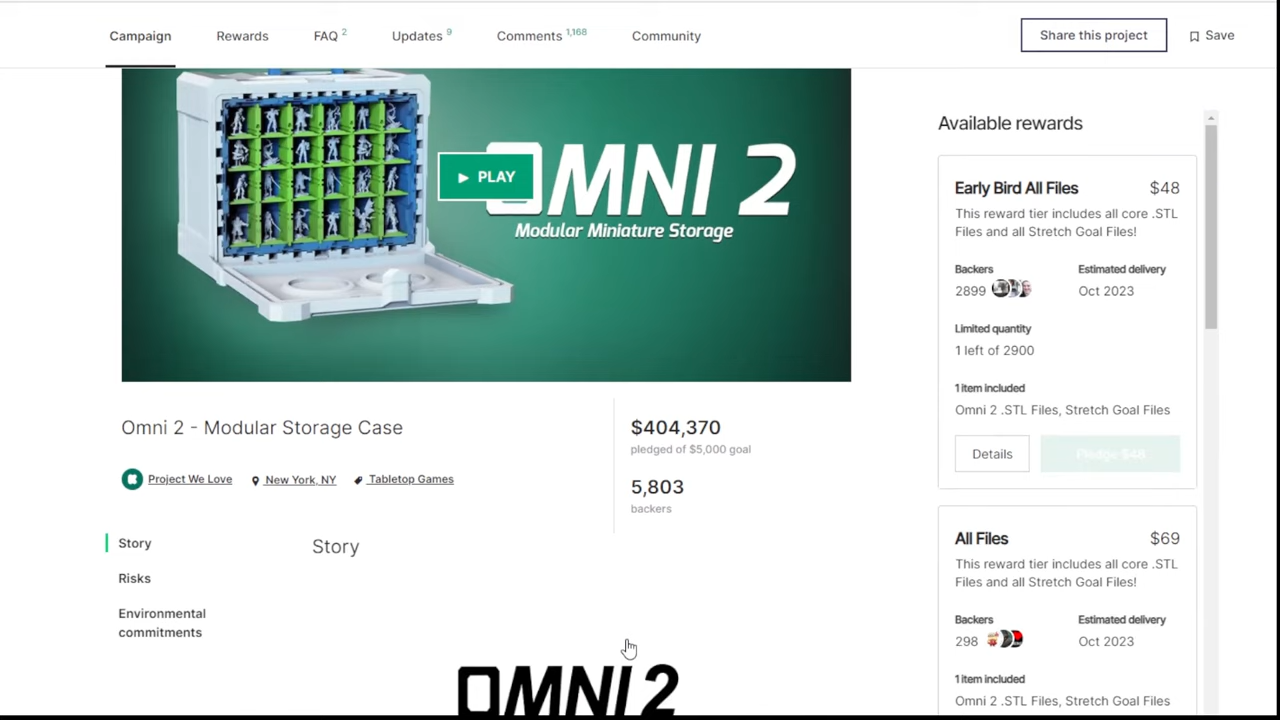 Campaign
Rewards
FAQ 2
Updates 9
Comments 1,168
Community
Share this project
Save
PLAY
OMNI 2
Modular Miniature Storage
Omni 2 - Modular Storage Case
Project We Love
New York, NY
Tabletop Games
$404,370
pledged of $5,000 goal
5,803
backers
Story
Risks
Environmental
commitments
Story
OMNI 2
Available rewards
Early Bird All Files $48
This reward tier includes all core .STL
Files and all Stretch Goal Files!
Backers Estimated delivery
2899 Oct 2023
Limited quantity
1 left of 2900
1 item included
Omni 2 .STL Files, Stretch Goal Files
Details Pledge $48
All Files $69
This reward tier includes all core .STL
Files and all Stretch Goal Files!
Backers Estimated delivery
298 Oct 2023
1 item included
Omni 2 .STL Files, Stretch Goal Files